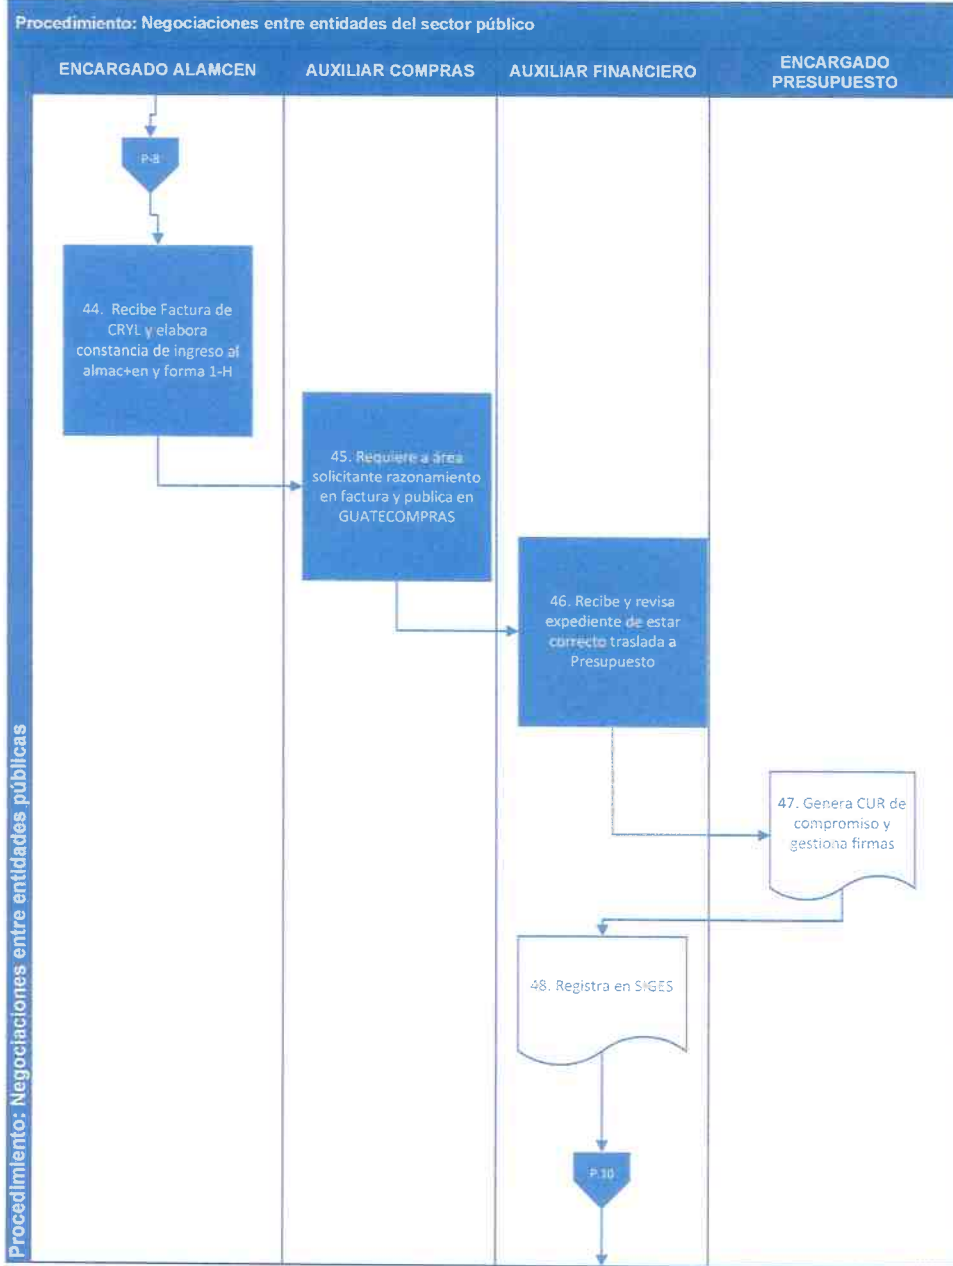 Procedimiento: Negociaciones entre entidades del sector público
ENCARGADO ALAMCEN
AUXILIAR COMPRAS
AUXILIAR FINANCIERO
ENCARGADO
PRESUPUESTO
P-8
44. Recibe Factura de
CRYL y elabora
constancia de ingreso al
almac+en y forma 1-H
45. Requiere a área
solicitante razonamiento
en factura y publica en
GUATECOMPRAS
46. Recibe y revisa
expediente de estar
correcto traslada a
Presupuesto
47. Genera CUR de
compromiso y
gestiona firmas
48. Registra en SIGES
P-10
Procedimiento: Negociaciones entre entidades públicas